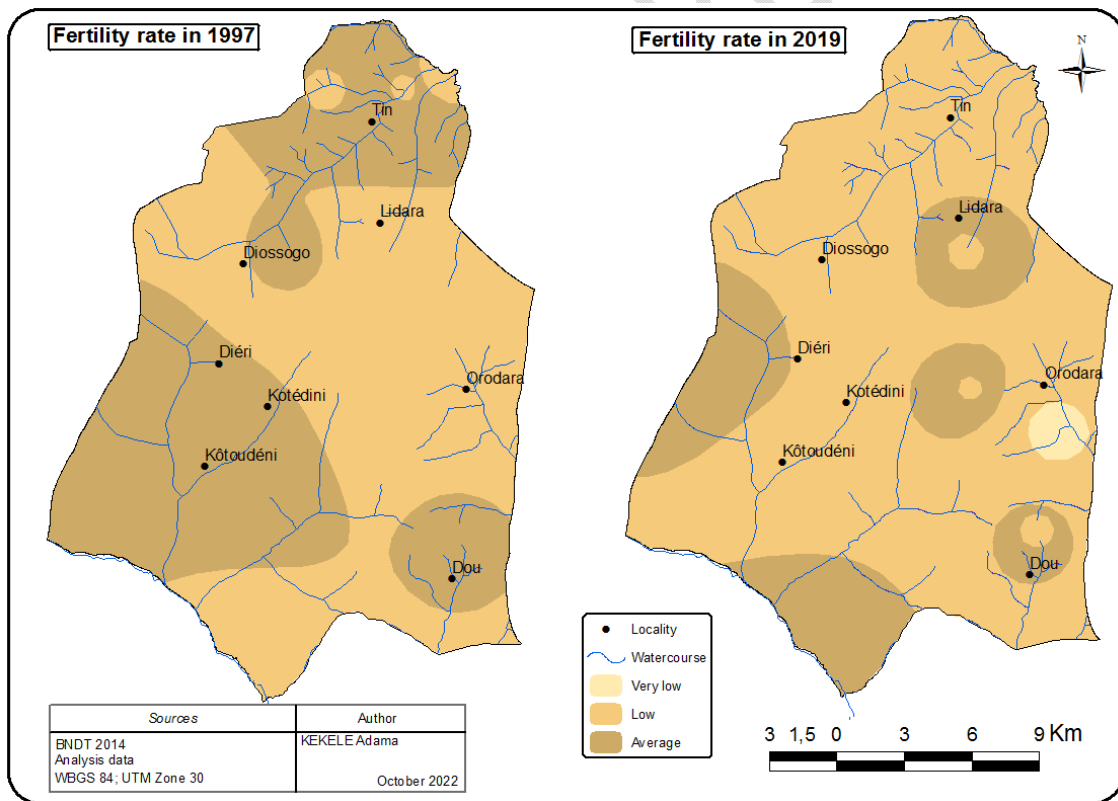 Fertility rate in 1997
Tin
Lidara
Diossogo
Diéri
Kotédini
Orodara
Kôtoudéni
Dou
Sources
Author
BNDT 2014
Analysis data
WBGS 84; UTM Zone 30
KEKELE Adama
October 2022
Fertility rate in 2019
N
Tin
Lidara
Diossogo
Diéri
Orodara
Kotédini
Kôtoudéni
Dou
Locality
Watercourse
Very low
Low
Average
3 1,5 0 3 6 9 Km